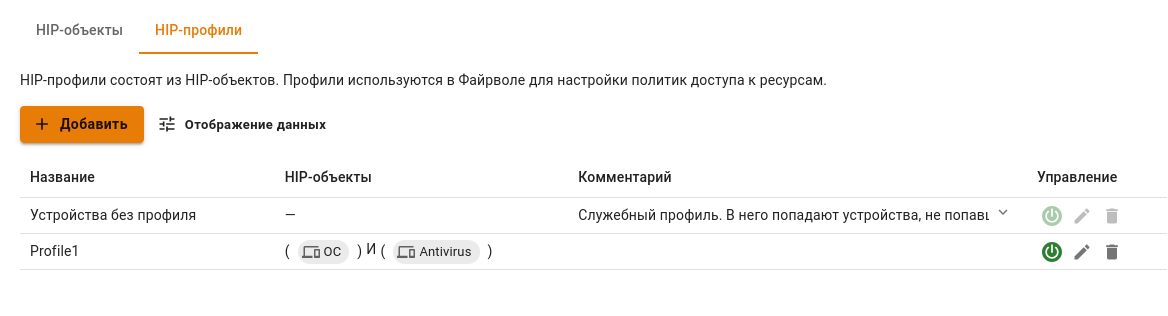 HIP-объекты HIP-профили
HIP-профили состоят из HIP-объектов. Профили используются в Файрволе для настройки политик доступа к ресурсам.
Добавить Отображение данных
Название HIP-объекты Комментарий Управление
Устройства без профиля — Служебный профиль. В него попадают устройства, не попавь
Profile1 ( ОС ) И ( Antivirus )